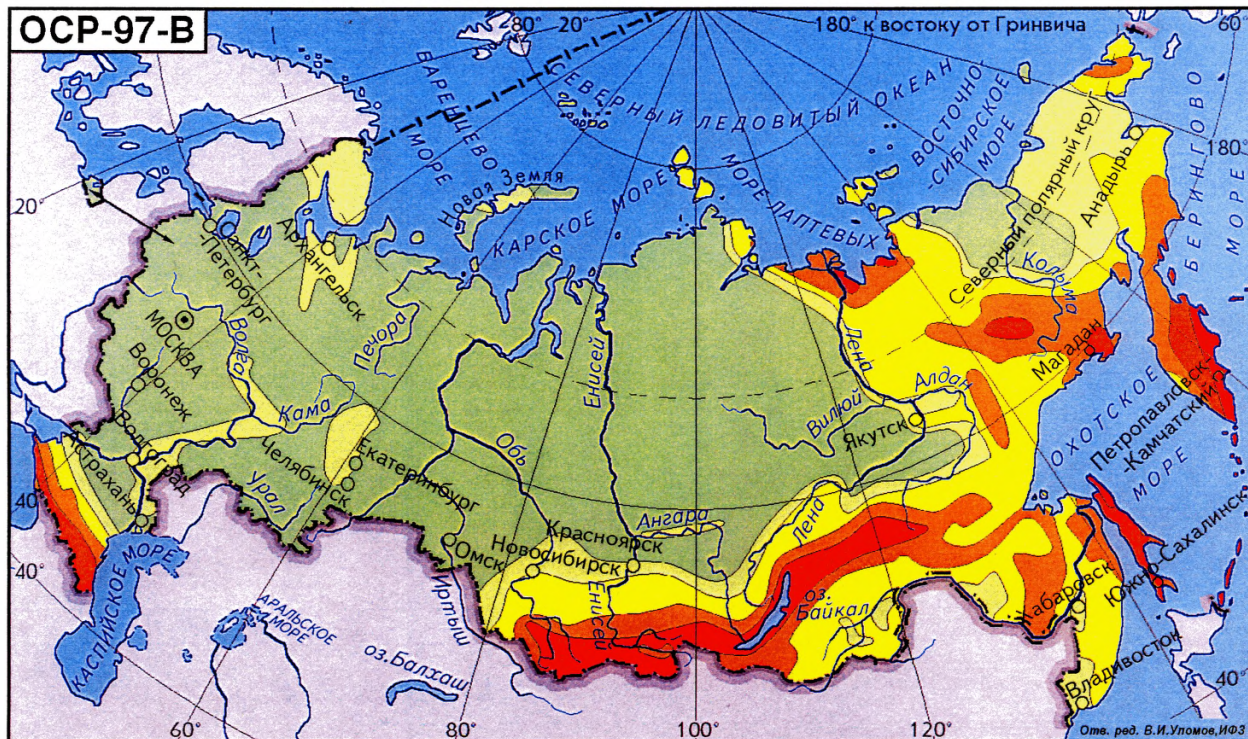 ОСР-97-В
80°
20°
180° к востоку от Гринвича
60°
БАРЕНЦЕВО
МОРЕ
СЕВЕРНЫЙ ЛЕДОВИТЫЙ ОКЕАН
ВОСТОЧНО-
-СИБИРСКОЕ
МОРЕ
БЕРИНГОВО
МОРЕ
180°
Северный полярный кру
Анадырь
Новая Земля
КАРСКОЕ МОРЕ
МОРЕ ЛАПТЕВЫХ
20°
Санкт-
-Петербург
Архангельск
Печора
МОСКВА
Волга
Воронеж
Кама
Енисей
Обь
Лена
Вилюй
Алдан
Якутск
Колыма
Магадан
ОХОТСКОЕ
МОРЕ
Петропавловск-
-Камчатский
Волгоград
Астрахань
Челябинск
Екатеринбург
Урал
Ангара
Красноярск
Новосибирск
Омск
Иртыш
Енисей
Лена
оз.
Байкал
Хабаровск
Южно-Сахалинск
Владивосток
40°
40°
КАСПИЙСКОЕ МОРЕ
АРАЛЬСКОЕ
МОРЕ
оз.Балхаш
60°
80°
100°
120°
40°
Отв. ред. В.И.Уломов,ИФЗ